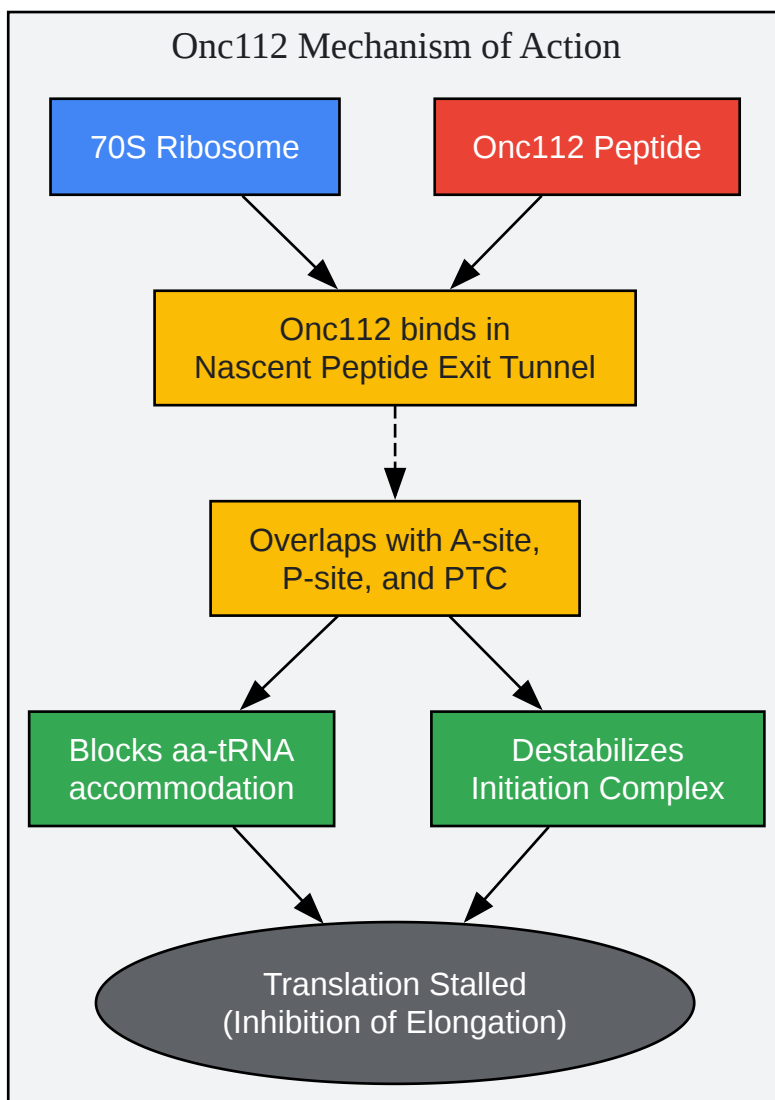 Onc112 Mechanism of Action
70S Ribosome
Onc112 Peptide
Onc112 binds in
Nascent Peptide Exit Tunnel
Overlaps with A-site,
P-site, and PTC
Blocks aa-tRNA
accommodation
Destabilizes
Initiation Complex
Translation Stalled
(Inhibition of Elongation)